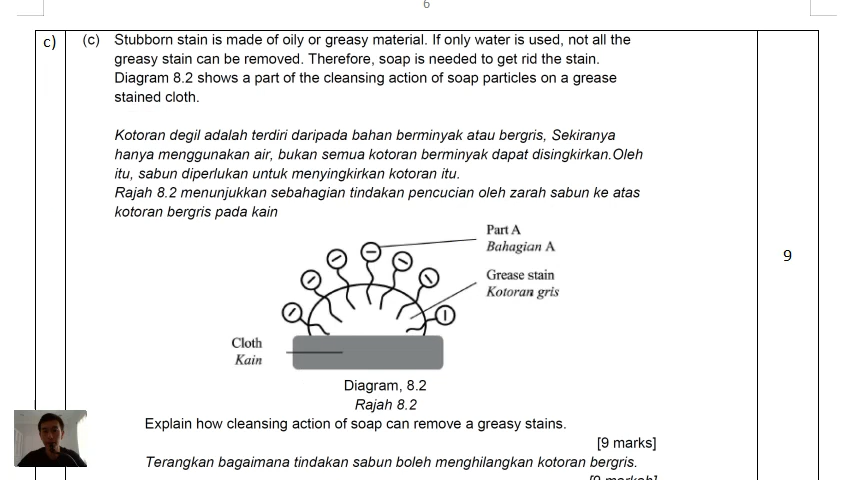 6
c)
(c) Stubborn stain is made of oily or greasy material. If only water is used, not all the
greasy stain can be removed. Therefore, soap is needed to get rid the stain.
Diagram 8.2 shows a part of the cleansing action of soap particles on a grease
stained cloth.
Kotoran degil adalah terdiri daripada bahan berminyak atau bergris, Sekiranya
hanya menggunakan air, bukan semua kotoran berminyak dapat disingkirkan.Oleh
itu, sabun diperlukan untuk menyingkirkan kotoran itu.
Rajah 8.2 menunjukkan sebahagian tindakan pencucian oleh zarah sabun ke atas
kotoran bergris pada kain
Part A
Bahagian A
Grease stain
Kotoran gris
Cloth
Kain
9
Diagram, 8.2
Rajah 8.2
Explain how cleansing action of soap can remove a greasy stains.
[9 marks]
Terangkan bagaimana tindakan sabun boleh menghilangkan kotoran bergris.